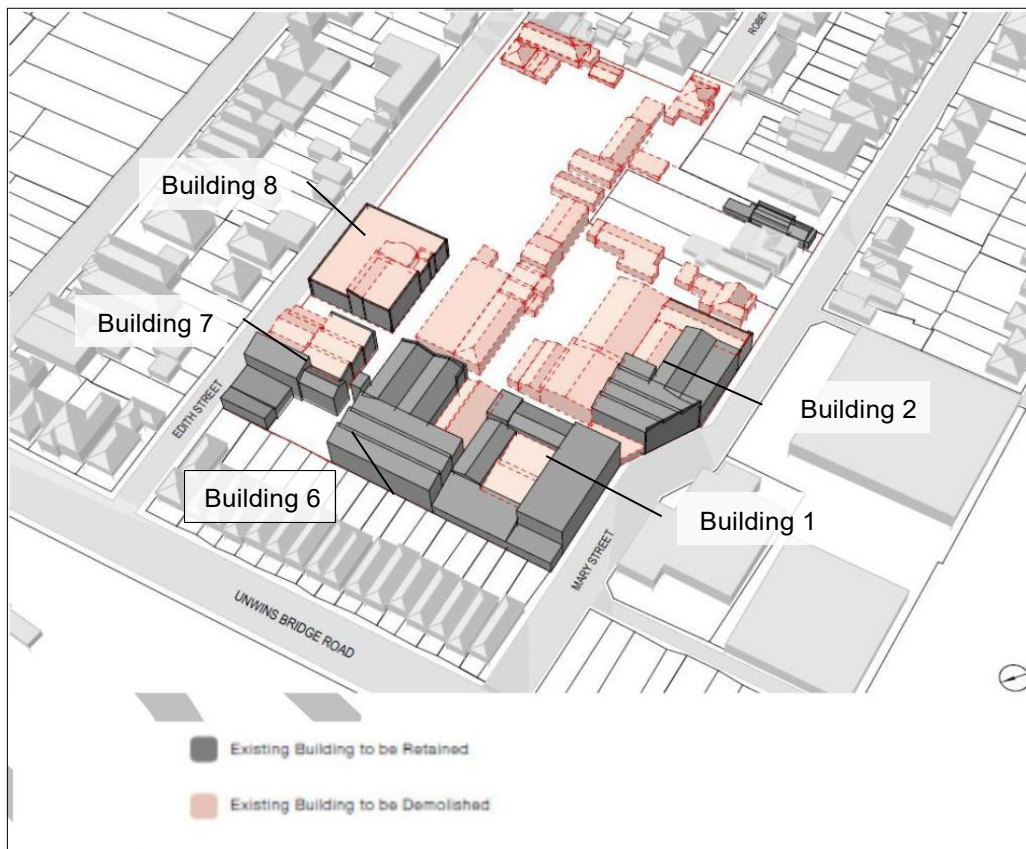 ROBE
Building 8
Building 7
Building 2
EDITH STREET
Building 6
Building 1
MARY STREET
UNWINS BRIDGE ROAD
Existing Building to be Retained
Existing Building to be Demolished